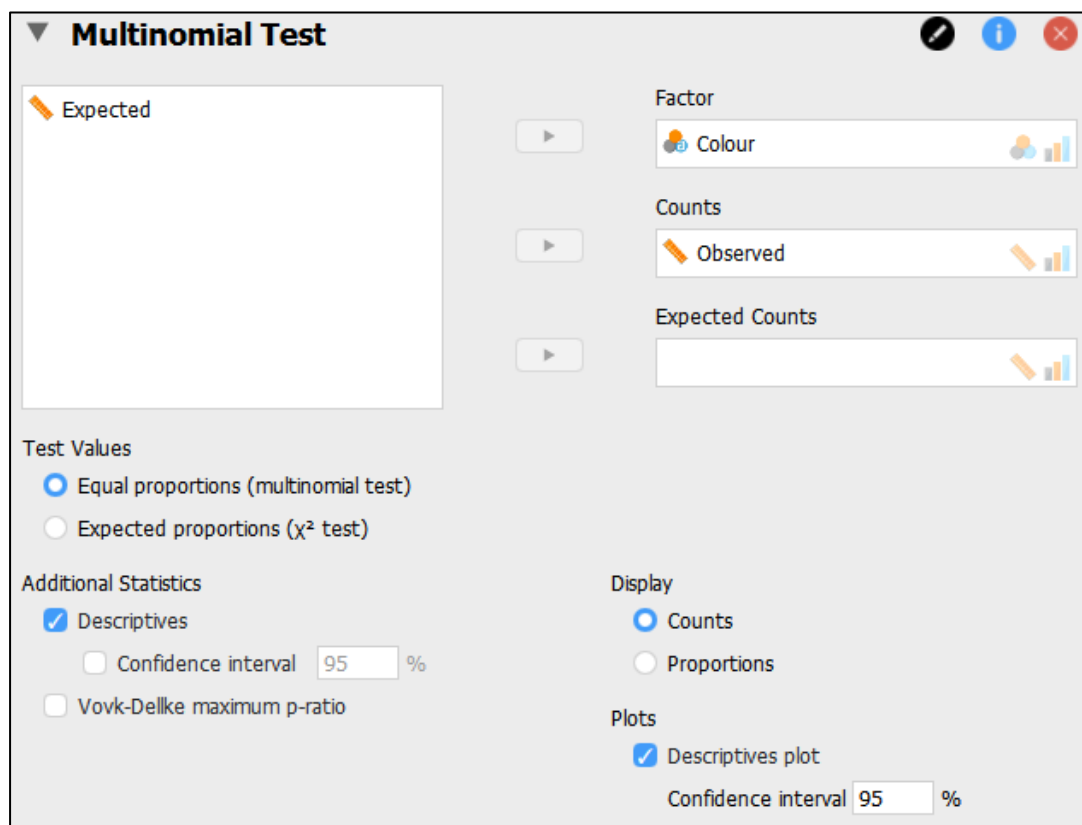 Multinomial Test
Expected
Factor
Colour
Counts
Observed
Expected Counts
Test Values
Equal proportions (multinomial test)
Expected proportions (χ² test)
Additional Statistics
Descriptives
Confidence interval 95 %
Vovk-Dellke maximum p-ratio
Display
Counts
Proportions
Plots
Descriptives plot
Confidence interval 95 %